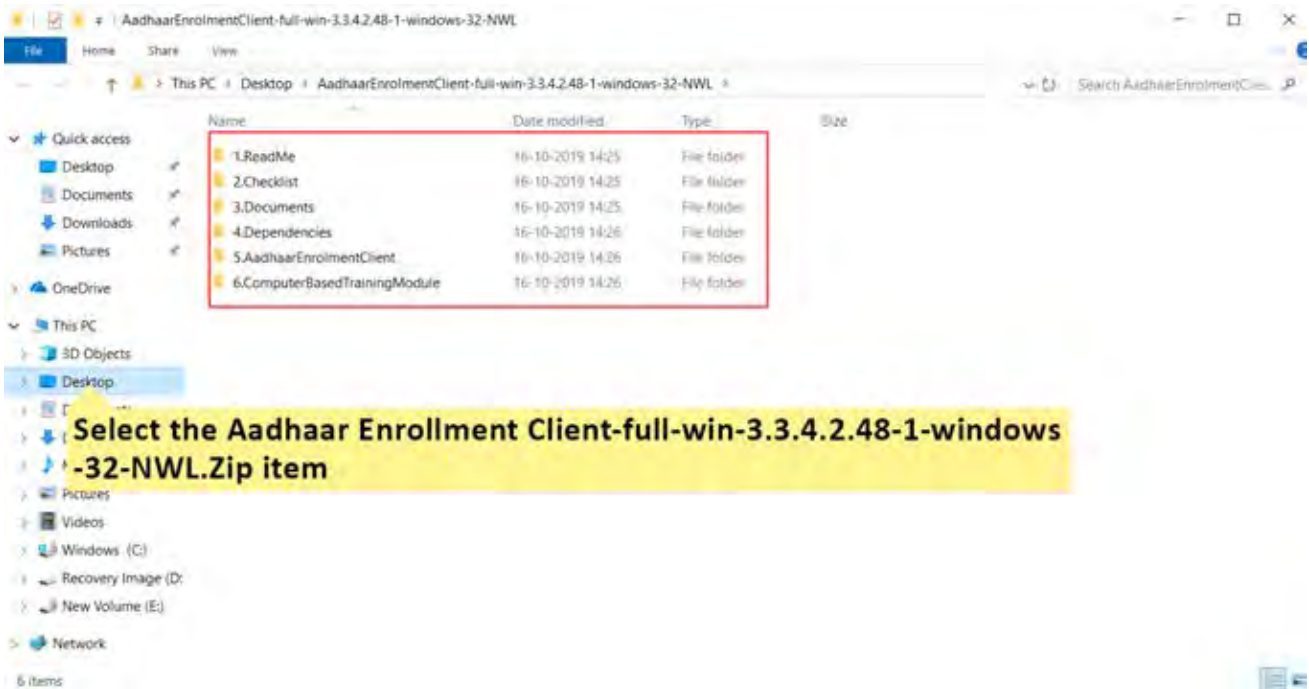 AadhaarEnrolmentClient-full-win-3.3.4.2.48-1-windows-32-NWL
File Home Share View
This PC Desktop AadhaarEnrolmentClient-full-win-3.3.4.2.48-1-windows-32-NWL
Search AadhaarEnrolmentClie...
Name Date modified Type Size
Quick access
Desktop
Documents
Downloads
Pictures
OneDrive
This PC
3D Objects
Desktop
1.ReadMe 16-10-2019 14:25 File folder
2.Checklist 16-10-2019 14:25 File folder
3.Documents 16-10-2019 14:25 File folder
4.Dependencies 16-10-2019 14:26 File folder
5.AadhaarEnrolmentClient 16-10-2019 14:26 File folder
6.ComputerBasedTrainingModule 16-10-2019 14:26 File folder
Select the Aadhaar Enrollment Client-full-win-3.3.4.2.48-1-windows
-32-NWL.Zip item
Pictures
Videos
Windows (C:)
Recovery Image (D:
New Volume (E:)
Network
6 items